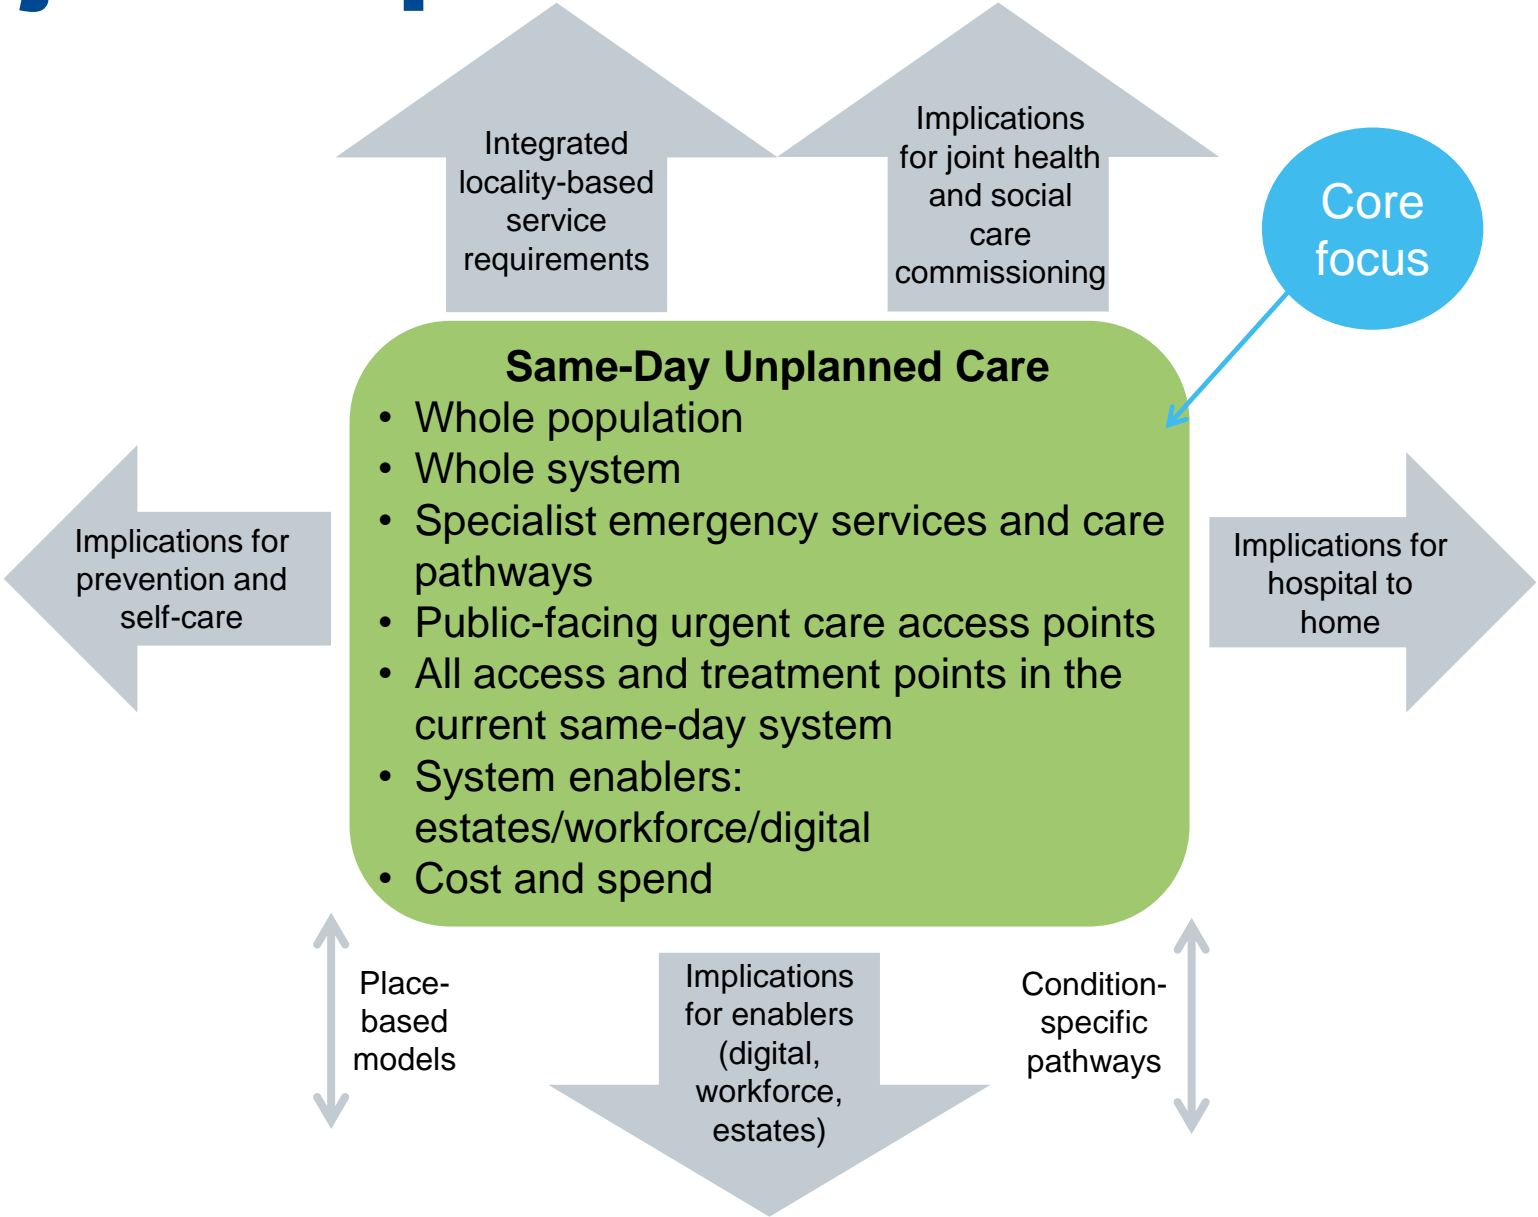 Integrated
locality-based
service
requirements
Implications
for joint health
and social
care
commissioning
Core
focus
Same-Day Unplanned Care
• Whole population
• Whole system
• Specialist emergency services and care
pathways
• Public-facing urgent care access points
• All access and treatment points in the
current same-day system
• System enablers:
estates/workforce/digital
• Cost and spend
Implications for
prevention and
self-care
Implications for
hospital to
home
Place-
based
models
Implications
for enablers
(digital,
workforce,
estates)
Condition-
specific
pathways